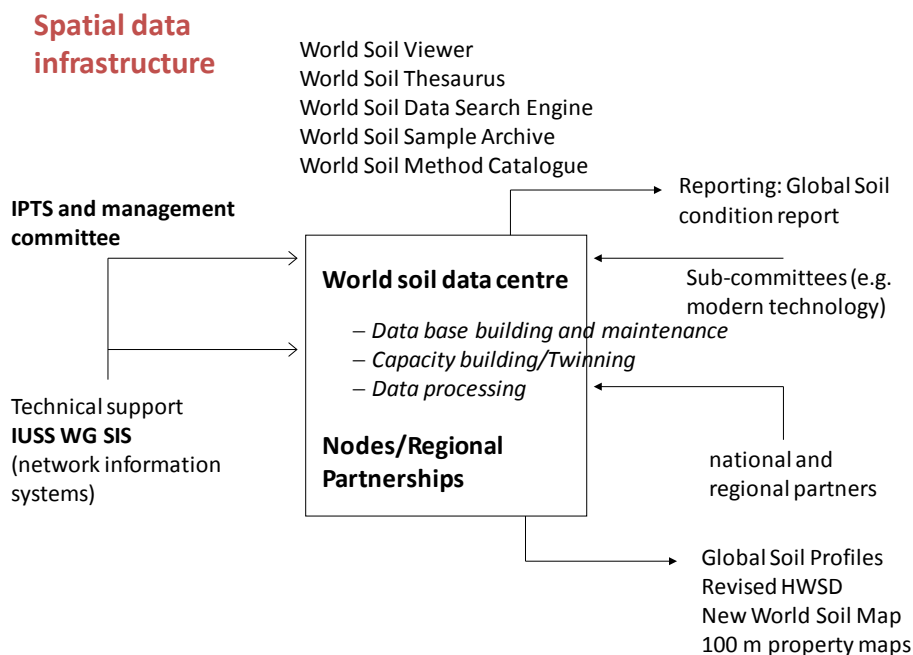 Spatial data
infrastructure
World Soil Viewer
World Soil Thesaurus
World Soil Data Search Engine
World Soil Sample Archive
World Soil Method Catalogue
IPTS and management
committee
Reporting: Global Soil
condition report
World soil data centre
– Data base building and maintenance
– Capacity building/Twinning
– Data processing
Nodes/Regional
Partnerships
Sub-committees (e.g.
modern technology)
Technical support
IUSS WG SIS
(network information
systems)
national and
regional partners
Global Soil Profiles
Revised HWSD
New World Soil Map
100 m property maps